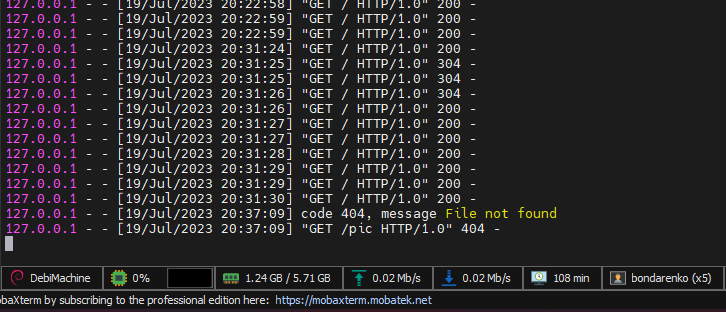 127.0.0.1 - - [19/Jul/2023 20:22:58] "GET / HTTP/1.0" 200 -
127.0.0.1 - - [19/Jul/2023 20:22:59] "GET / HTTP/1.0" 200 -
127.0.0.1 - - [19/Jul/2023 20:22:59] "GET / HTTP/1.0" 200 -
127.0.0.1 - - [19/Jul/2023 20:31:24] "GET / HTTP/1.0" 200 -
127.0.0.1 - - [19/Jul/2023 20:31:25] "GET / HTTP/1.0" 304 -
127.0.0.1 - - [19/Jul/2023 20:31:25] "GET / HTTP/1.0" 304 -
127.0.0.1 - - [19/Jul/2023 20:31:26] "GET / HTTP/1.0" 304 -
127.0.0.1 - - [19/Jul/2023 20:31:26] "GET / HTTP/1.0" 200 -
127.0.0.1 - - [19/Jul/2023 20:31:27] "GET / HTTP/1.0" 200 -
127.0.0.1 - - [19/Jul/2023 20:31:27] "GET / HTTP/1.0" 200 -
127.0.0.1 - - [19/Jul/2023 20:31:28] "GET / HTTP/1.0" 200 -
127.0.0.1 - - [19/Jul/2023 20:31:29] "GET / HTTP/1.0" 200 -
127.0.0.1 - - [19/Jul/2023 20:31:29] "GET / HTTP/1.0" 200 -
127.0.0.1 - - [19/Jul/2023 20:31:30] "GET / HTTP/1.0" 200 -
127.0.0.1 - - [19/Jul/2023 20:37:09] code 404, message File not found
127.0.0.1 - - [19/Jul/2023 20:37:09] "GET /pic HTTP/1.0" 404 -
DebiMachine 0% 1.24 GB / 5.71 GB 0.02 Mb/s 0.02 Mb/s 108 min bondarenko (x5)
obaXterm by subscribing to the professional edition here: https://mobaxterm.mobatek.net